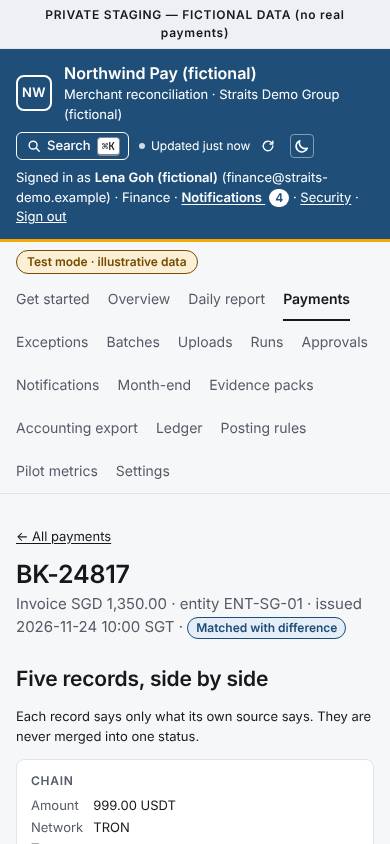 PRIVATE STAGING — FICTIONAL DATA (no real
payments)
NW
Northwind Pay (fictional)
Merchant reconciliation · Straits Demo Group
(fictional)
Search ⌘K
Updated just now
Signed in as Lena Goh (fictional) (finance@straits-
demo.example) · Finance · Notifications 4 · Security ·
Sign out
Test mode · illustrative data
Get started Overview Daily report Payments
Exceptions Batches Uploads Runs Approvals
Notifications Month-end Evidence packs
Accounting export Ledger Posting rules
Pilot metrics Settings
← All payments
BK-24817
Invoice SGD 1,350.00 · entity ENT-SG-01 · issued
2026-11-24 10:00 SGT · Matched with difference
Five records, side by side
Each record says only what its own source says. They are
never merged into one status.
CHAIN
Amount 999.00 USDT
Network TRON